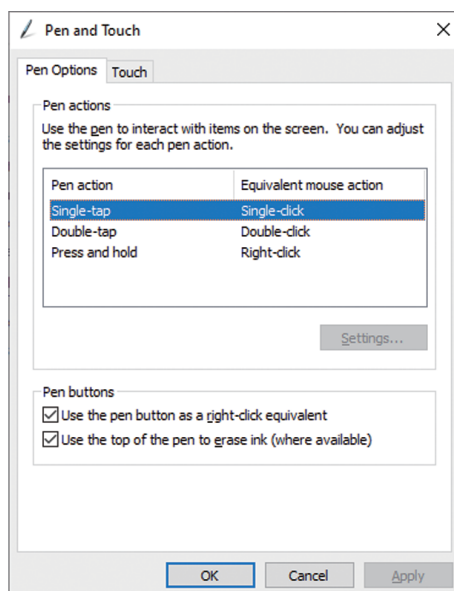 Pen and Touch
Pen Options Touch
Pen actions
Use the pen to interact with items on the screen. You can adjust
the settings for each pen action.
Pen action Equivalent mouse action
Single-tap Single-click
Double-tap Double-click
Press and hold Right-click
Settings...
Pen buttons
Use the pen button as a right-click equivalent
Use the top of the pen to erase ink (where available)
OK Cancel Apply